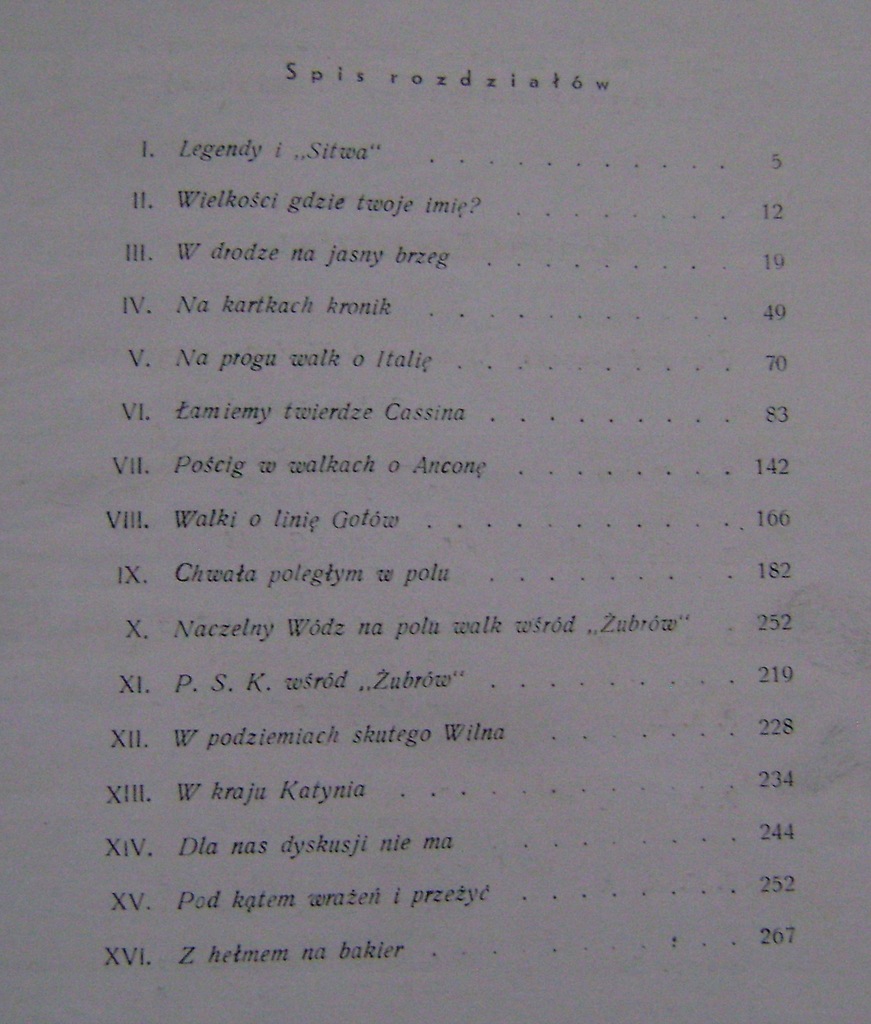 Spis rozdziałów
I. Legendy i „Sitwa“ . . . . . . . . . . . 5
II. Wielkości gdzie twoje imię? . . . . . . . . 12
III. W drodze na jasny brzeg . . . . . . . . . 19
IV. Na kartkach kronik . . . . . . . . . . . 49
V. Na progu walk o Italię . . . . . . . . . . 70
VI. Łamiemy twierdze Cassina . . . . . . . . . 83
VII. Pościg w walkach o Anconę . . . . . . . . 142
VIII. Walki o linię Gotów . . . . . . . . . . . . 166
IX. Chwała poległym w polu . . . . . . . . 182
X. Naczelny Wódz na polu walk wśród „Żubrów“ . 252
XI. P. S. K. wśród „Żubrów“ . . . . . . . . . 219
XII. W podziemiach skutego Wilna . . . . . . . 228
XIII. W kraju Katynia . . . . . . . . . . . . 234
XIV. Dla nas dyskusji nie ma . . . . . . . . . 244
XV. Pod kątem wrażeń i przeżyć . . . . . . . . 252
XVI. Z hełmem na bakier . . . . . . . . . . 267